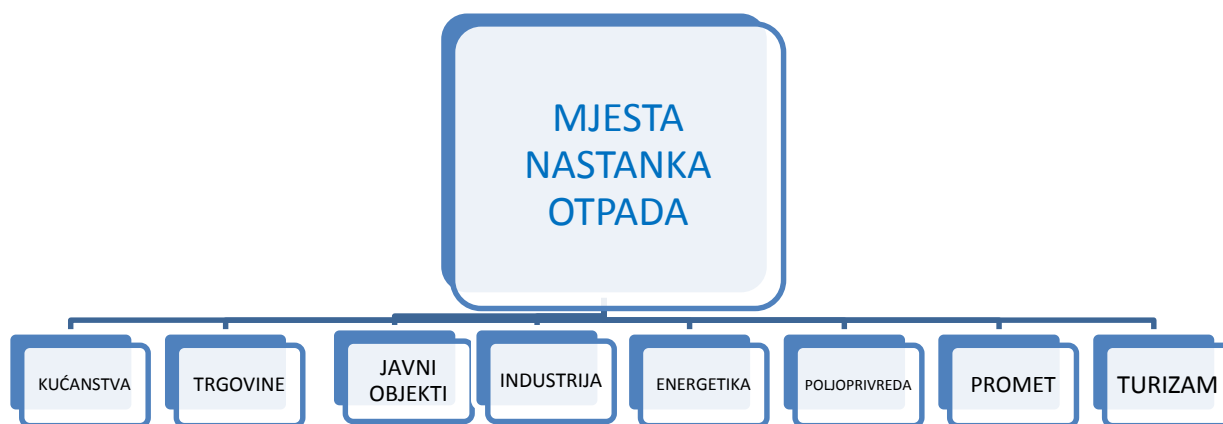 MJESTA
NASTANKA
OTPADA
KUĆANSTVA
TRGOVINE
JAVNI
OBJEKTI
INDUSTRIJA
ENERGETIKA
POLJOPRIVREDA
PROMET
TURIZAM